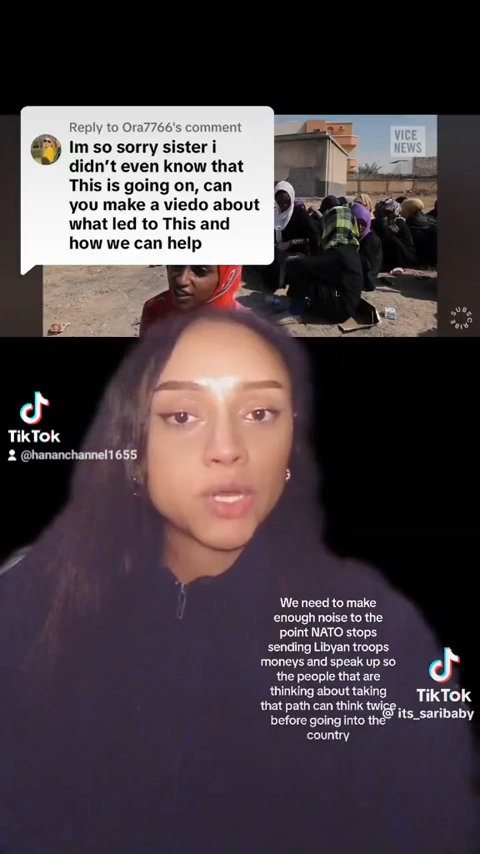 Reply to Ora7766's comment
Im so sorry sister i
didn't even know that
This is going on, can
you make a viedo about
what led to This and
how we can help
VICE
NEWS
SUBSCRIBE
TikTok
@hananchannel1655
We need to make
enough noise to the
point NATO stops
sending Libyan troops
moneys and speak up so
the people that are
thinking about taking
that path can think twice
before going into the
country
TikTok
@its_saribaby